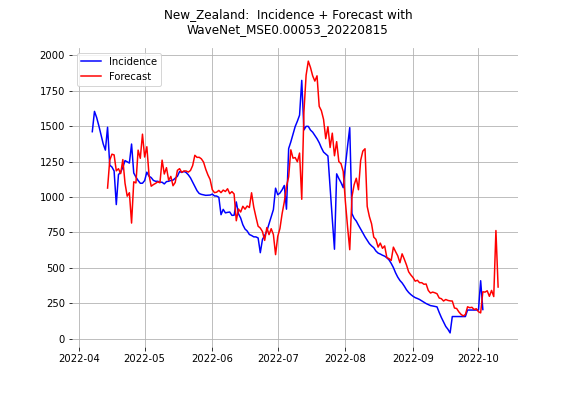 New_Zealand:  Incidence + Forecast with
WaveNet_MSE0.00053_20220815
2000
1750
1500
1250
1000
750
500
250
0
Incidence
Forecast
2022-04 2022-05 2022-06 2022-07 2022-08 2022-09 2022-10